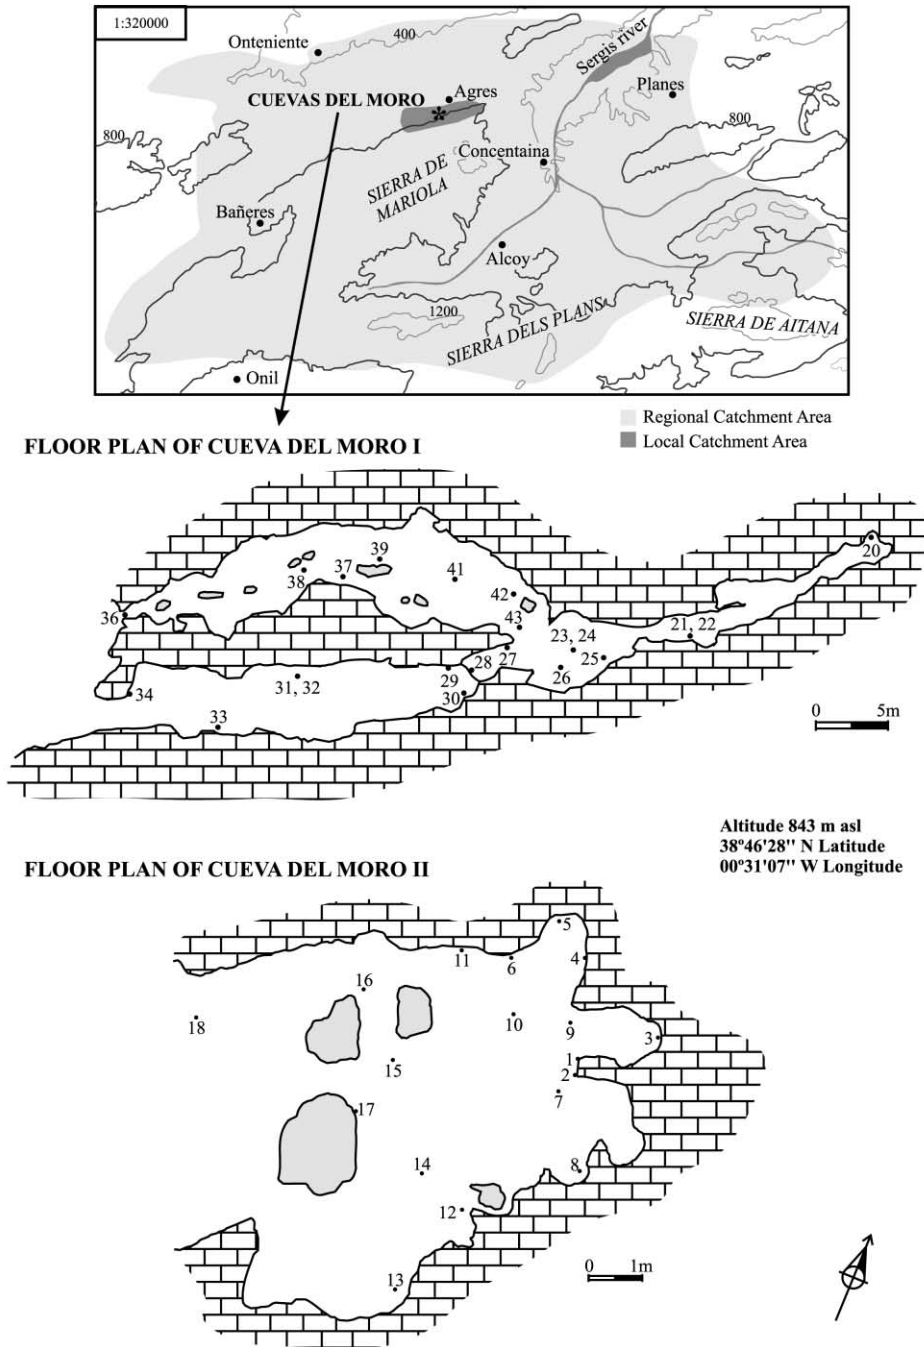 1:320000
Onteniente
400
Sergis river
Agres
Planes
CUEVAS DEL MORO
800
800
Concentaina
SIERRA DE
MARIOLA
Bañeres
Alcoy
1200
SIERRA DELS PLANS
SIERRA DE AITANA
Onil
Regional Catchment Area
Local Catchment Area
FLOOR PLAN OF CUEVA DEL MORO I
39
20
38
37
41
42
36
43
21, 22
23, 24
27
25
28
26
29
31, 32
30
34
33
0 5m
Altitude 843 m asl
38º46'28" N Latitude
00º31'07" W Longitude
FLOOR PLAN OF CUEVA DEL MORO II
5
11
6
4
16
18
10
9
3
1
15
2
7
17
14
8
12
13
0 1m